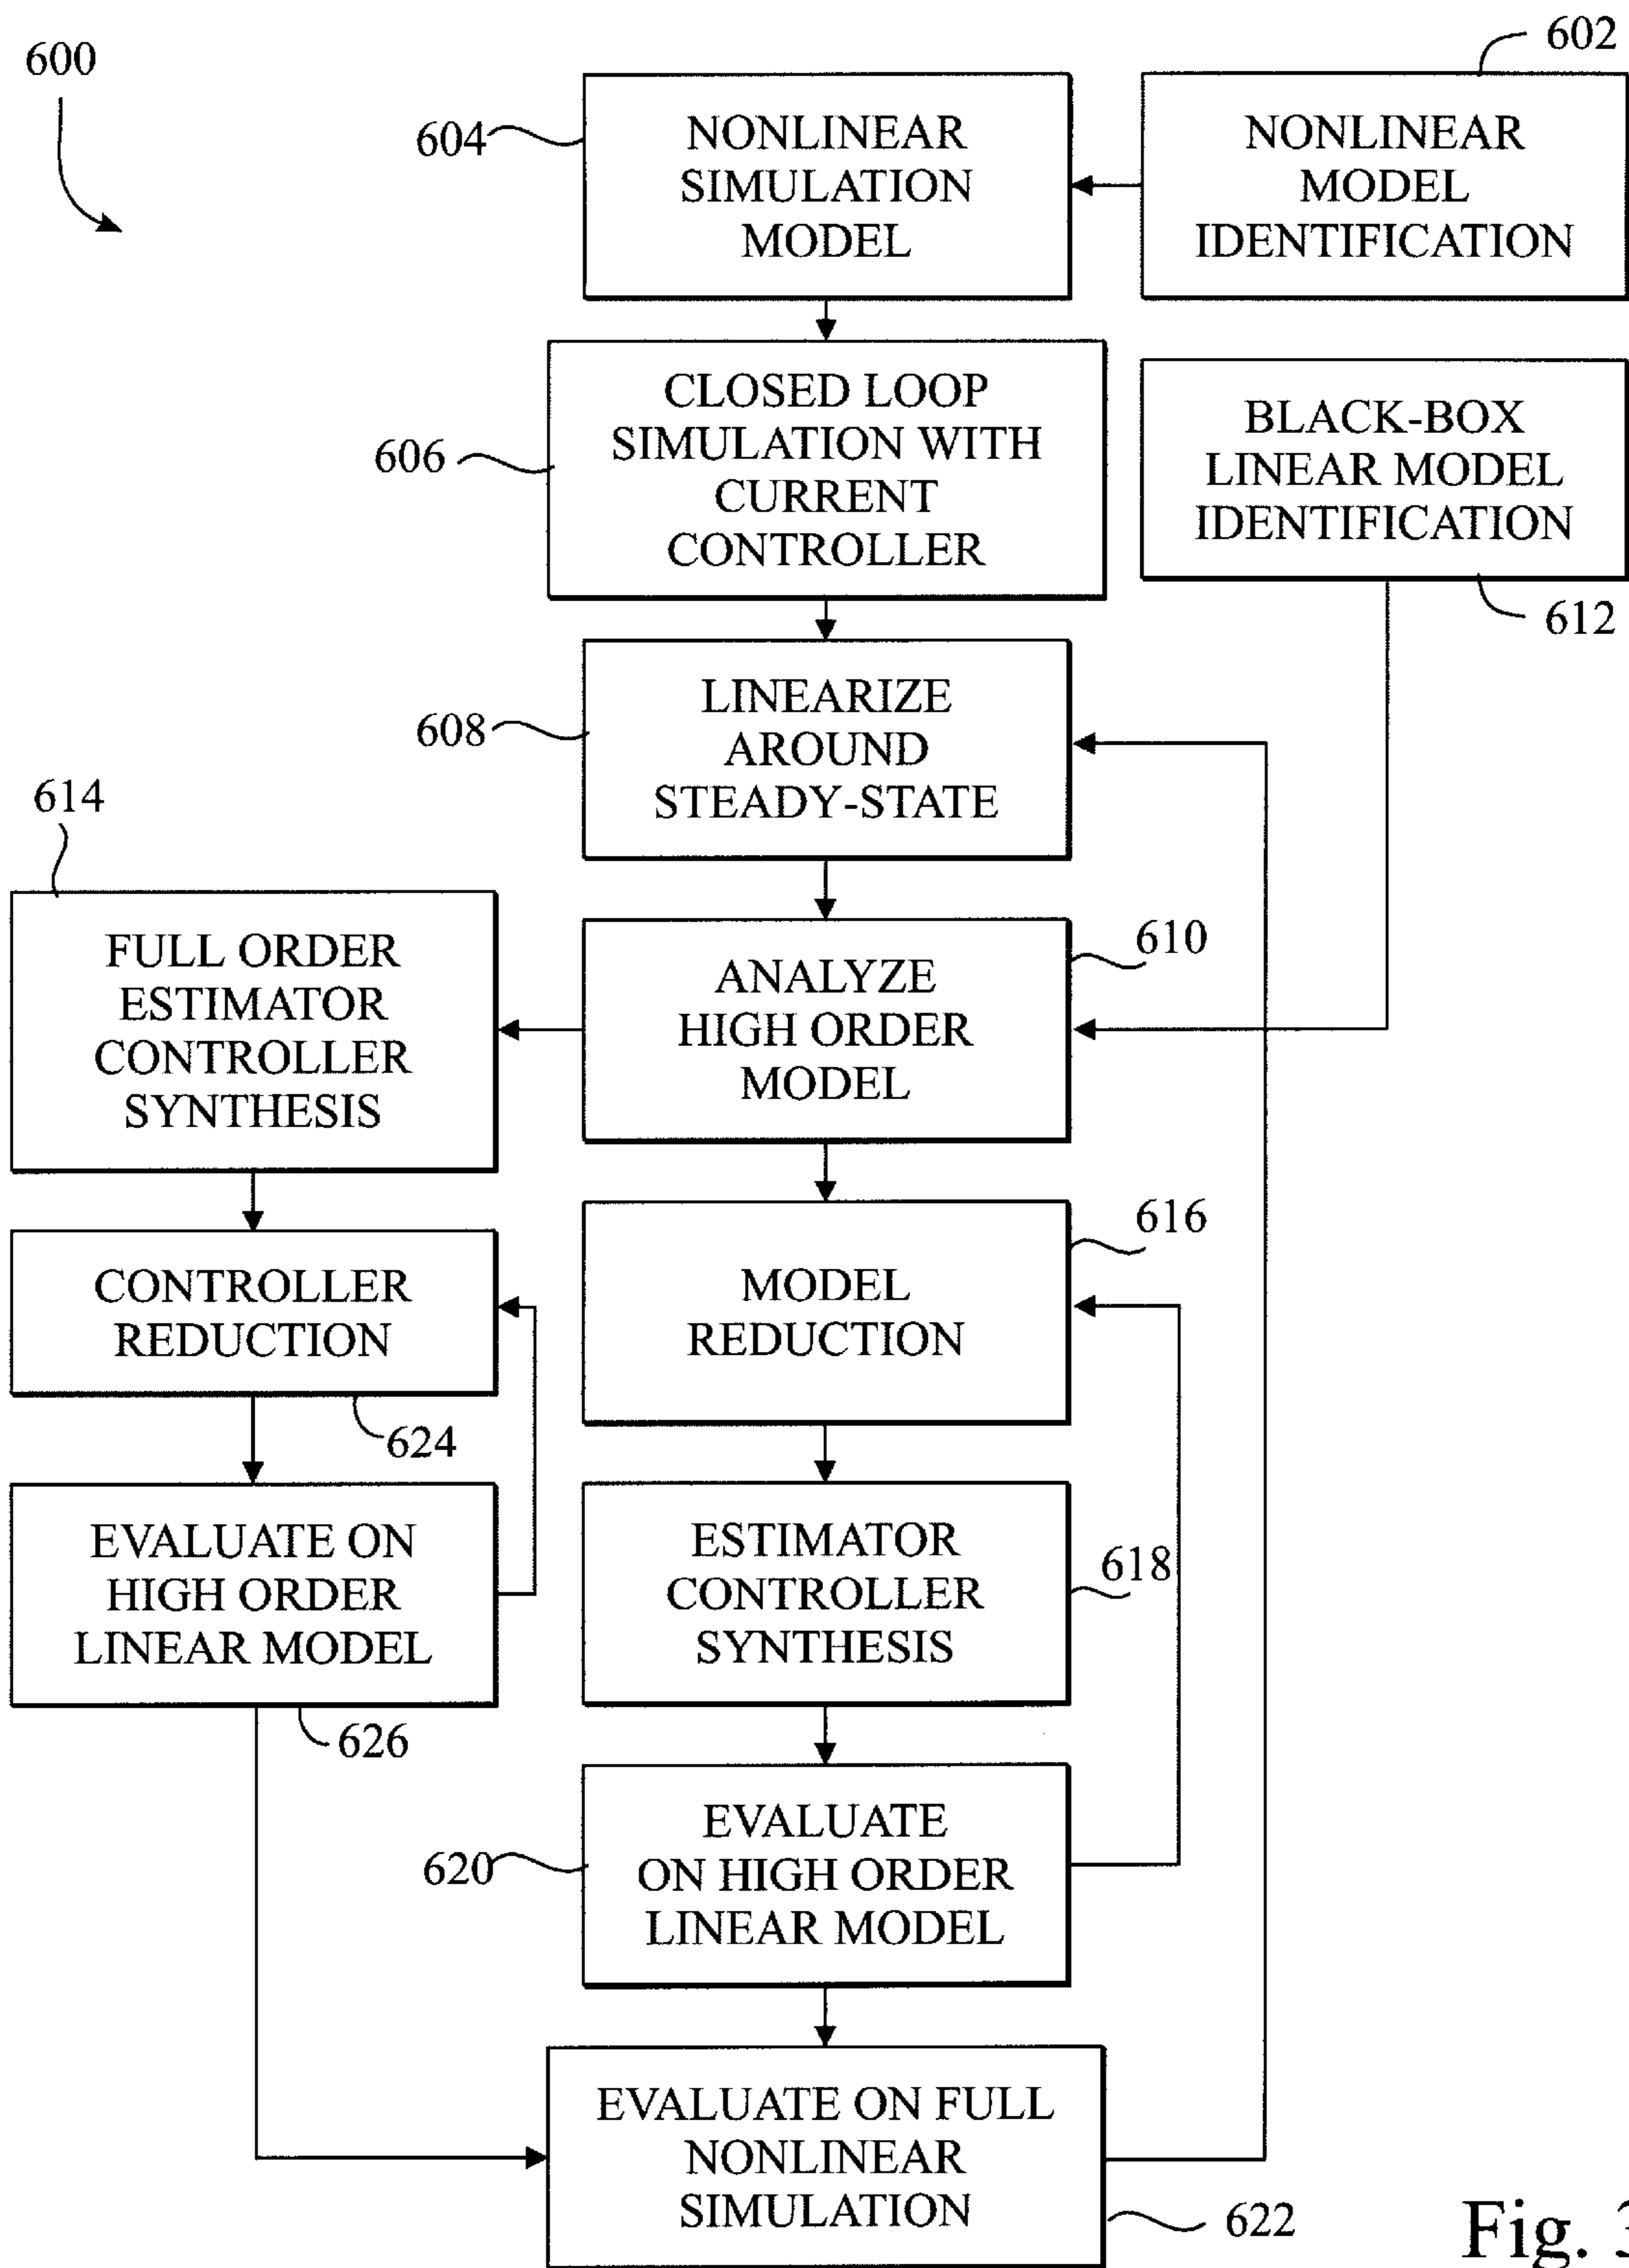 600
602
604
NONLINEAR
SIMULATION
MODEL
NONLINEAR
MODEL
IDENTIFICATION
606
CLOSED LOOP
SIMULATION WITH
CURRENT
CONTROLLER
BLACK-BOX
LINEAR MODEL
IDENTIFICATION
612
608
LINEARIZE
AROUND
STEADY-STATE
614
FULL ORDER
ESTIMATOR
CONTROLLER
SYNTHESIS
610
ANALYZE
HIGH ORDER
MODEL
616
CONTROLLER
REDUCTION
624
MODEL
REDUCTION
EVALUATE ON
HIGH ORDER
LINEAR MODEL
626
ESTIMATOR
CONTROLLER
SYNTHESIS
618
620
EVALUATE
ON HIGH ORDER
LINEAR MODEL
EVALUATE ON FULL
NONLINEAR
SIMULATION
622
Fig. 3